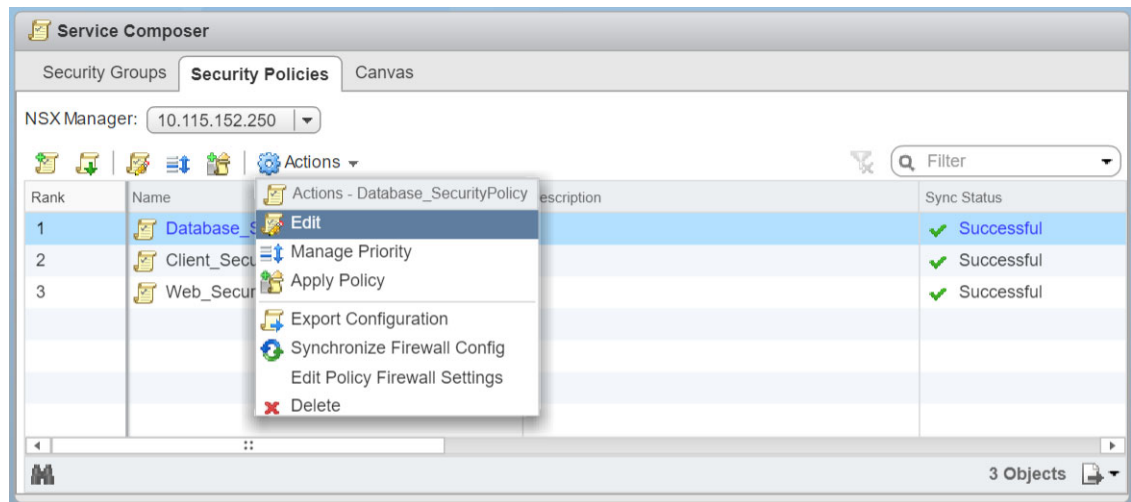 Service Composer
Security Groups Security Policies Canvas
NSX Manager: 10.115.152.250
Actions Filter
Rank Name escription Sync Status
Actions - Database_SecurityPolicy
1 Database_S Successful
Edit
2 Client_Secu Successful
Manage Priority
3 Web_Secur Successful
Apply Policy
Export Configuration
Synchronize Firewall Config
Edit Policy Firewall Settings
Delete
3 Objects